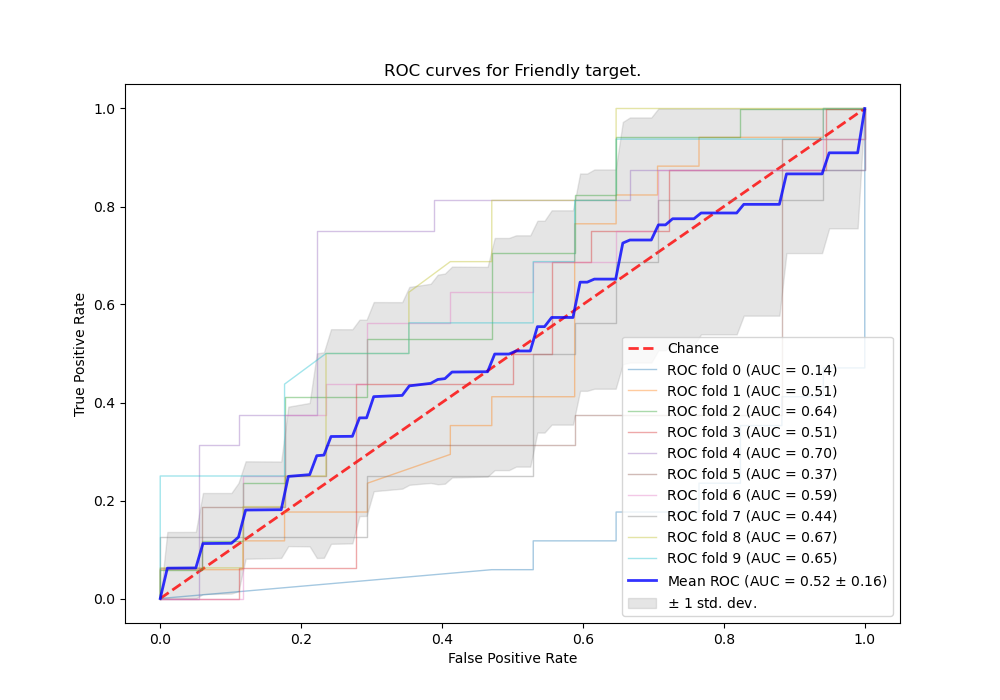 ROC curves for Friendly target.
True Positive Rate
1.0
0.8
0.6
0.4
0.2
0.0
0.0 0.2 0.4 0.6 0.8 1.0
False Positive Rate
Chance
ROC fold 0 (AUC = 0.14)
ROC fold 1 (AUC = 0.51)
ROC fold 2 (AUC = 0.64)
ROC fold 3 (AUC = 0.51)
ROC fold 4 (AUC = 0.70)
ROC fold 5 (AUC = 0.37)
ROC fold 6 (AUC = 0.59)
ROC fold 7 (AUC = 0.44)
ROC fold 8 (AUC = 0.67)
ROC fold 9 (AUC = 0.65)
Mean ROC (AUC = 0.52 ± 0.16)
± 1 std. dev.